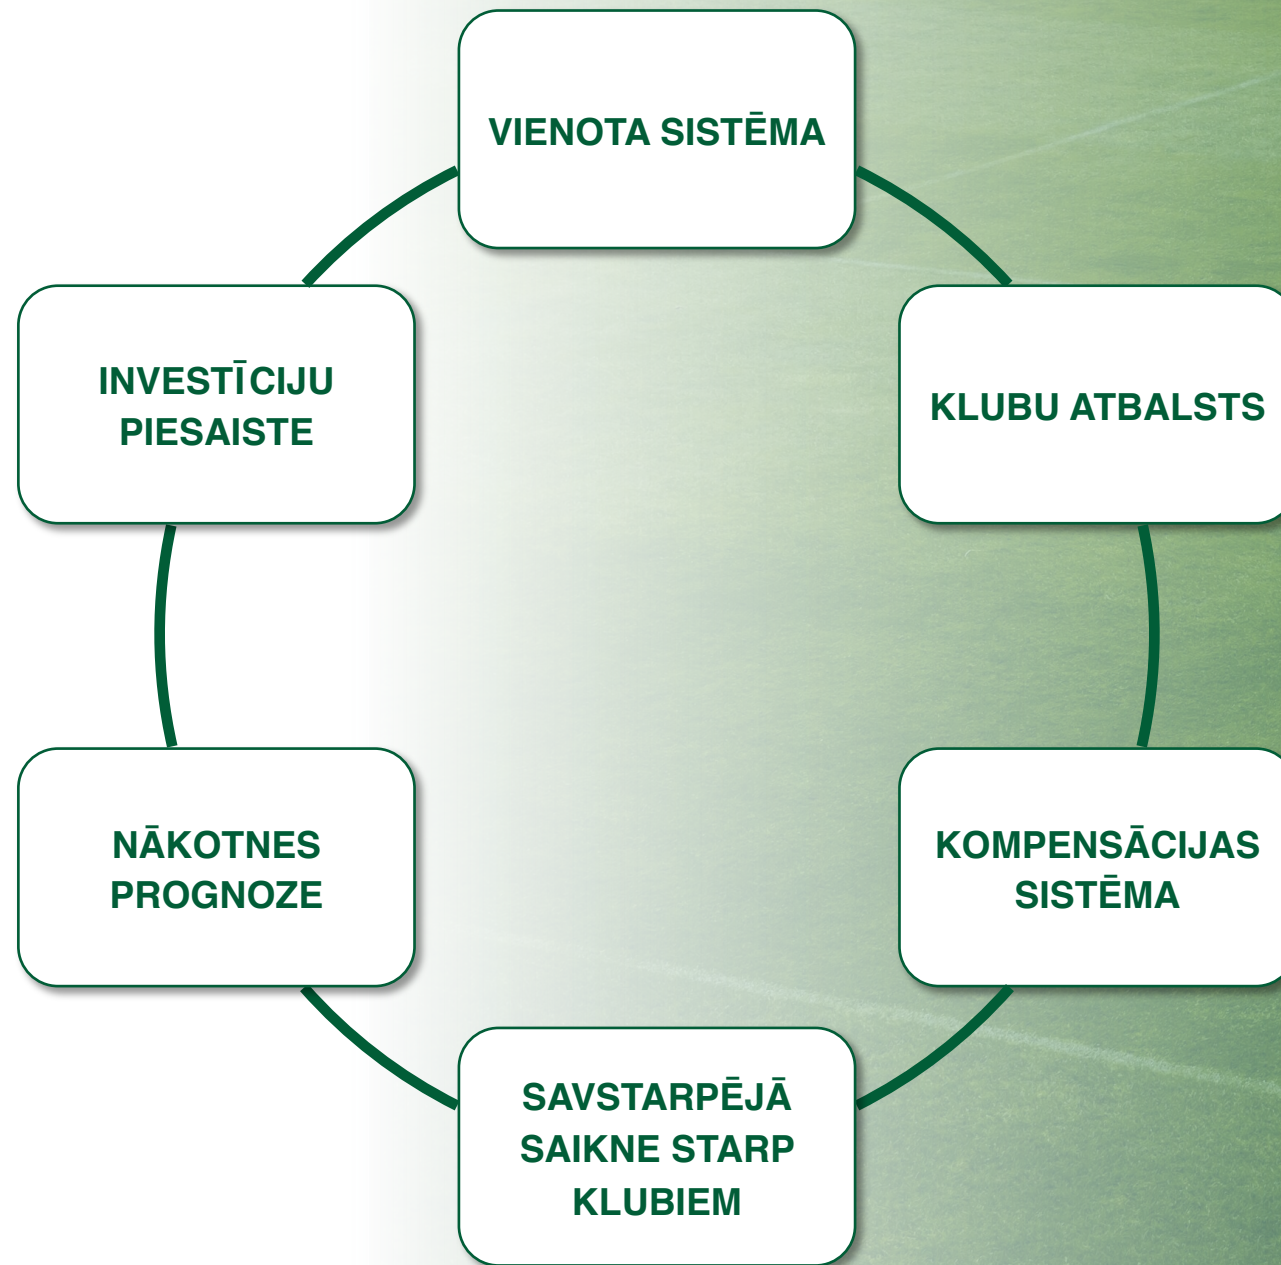 VIENOTA SISTĒMA
INVESTĪCIJU
PIESAISTE
KLUBU ATBALSTS
NĀKOTNES
PROGNOZE
KOMPENSĀCIJAS
SISTĒMA
SAVSTARPĒJĀ
SAIKNE STARP
KLUBIEM